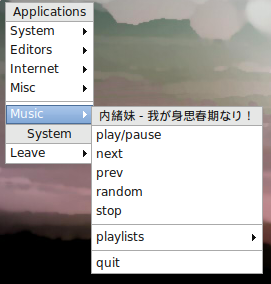 Applications
System
Editors
Internet
Misc
Music
System
Leave
内緒妹 - 我が身思春期なり！
play/pause
next
prev
random
stop
playlists
quit